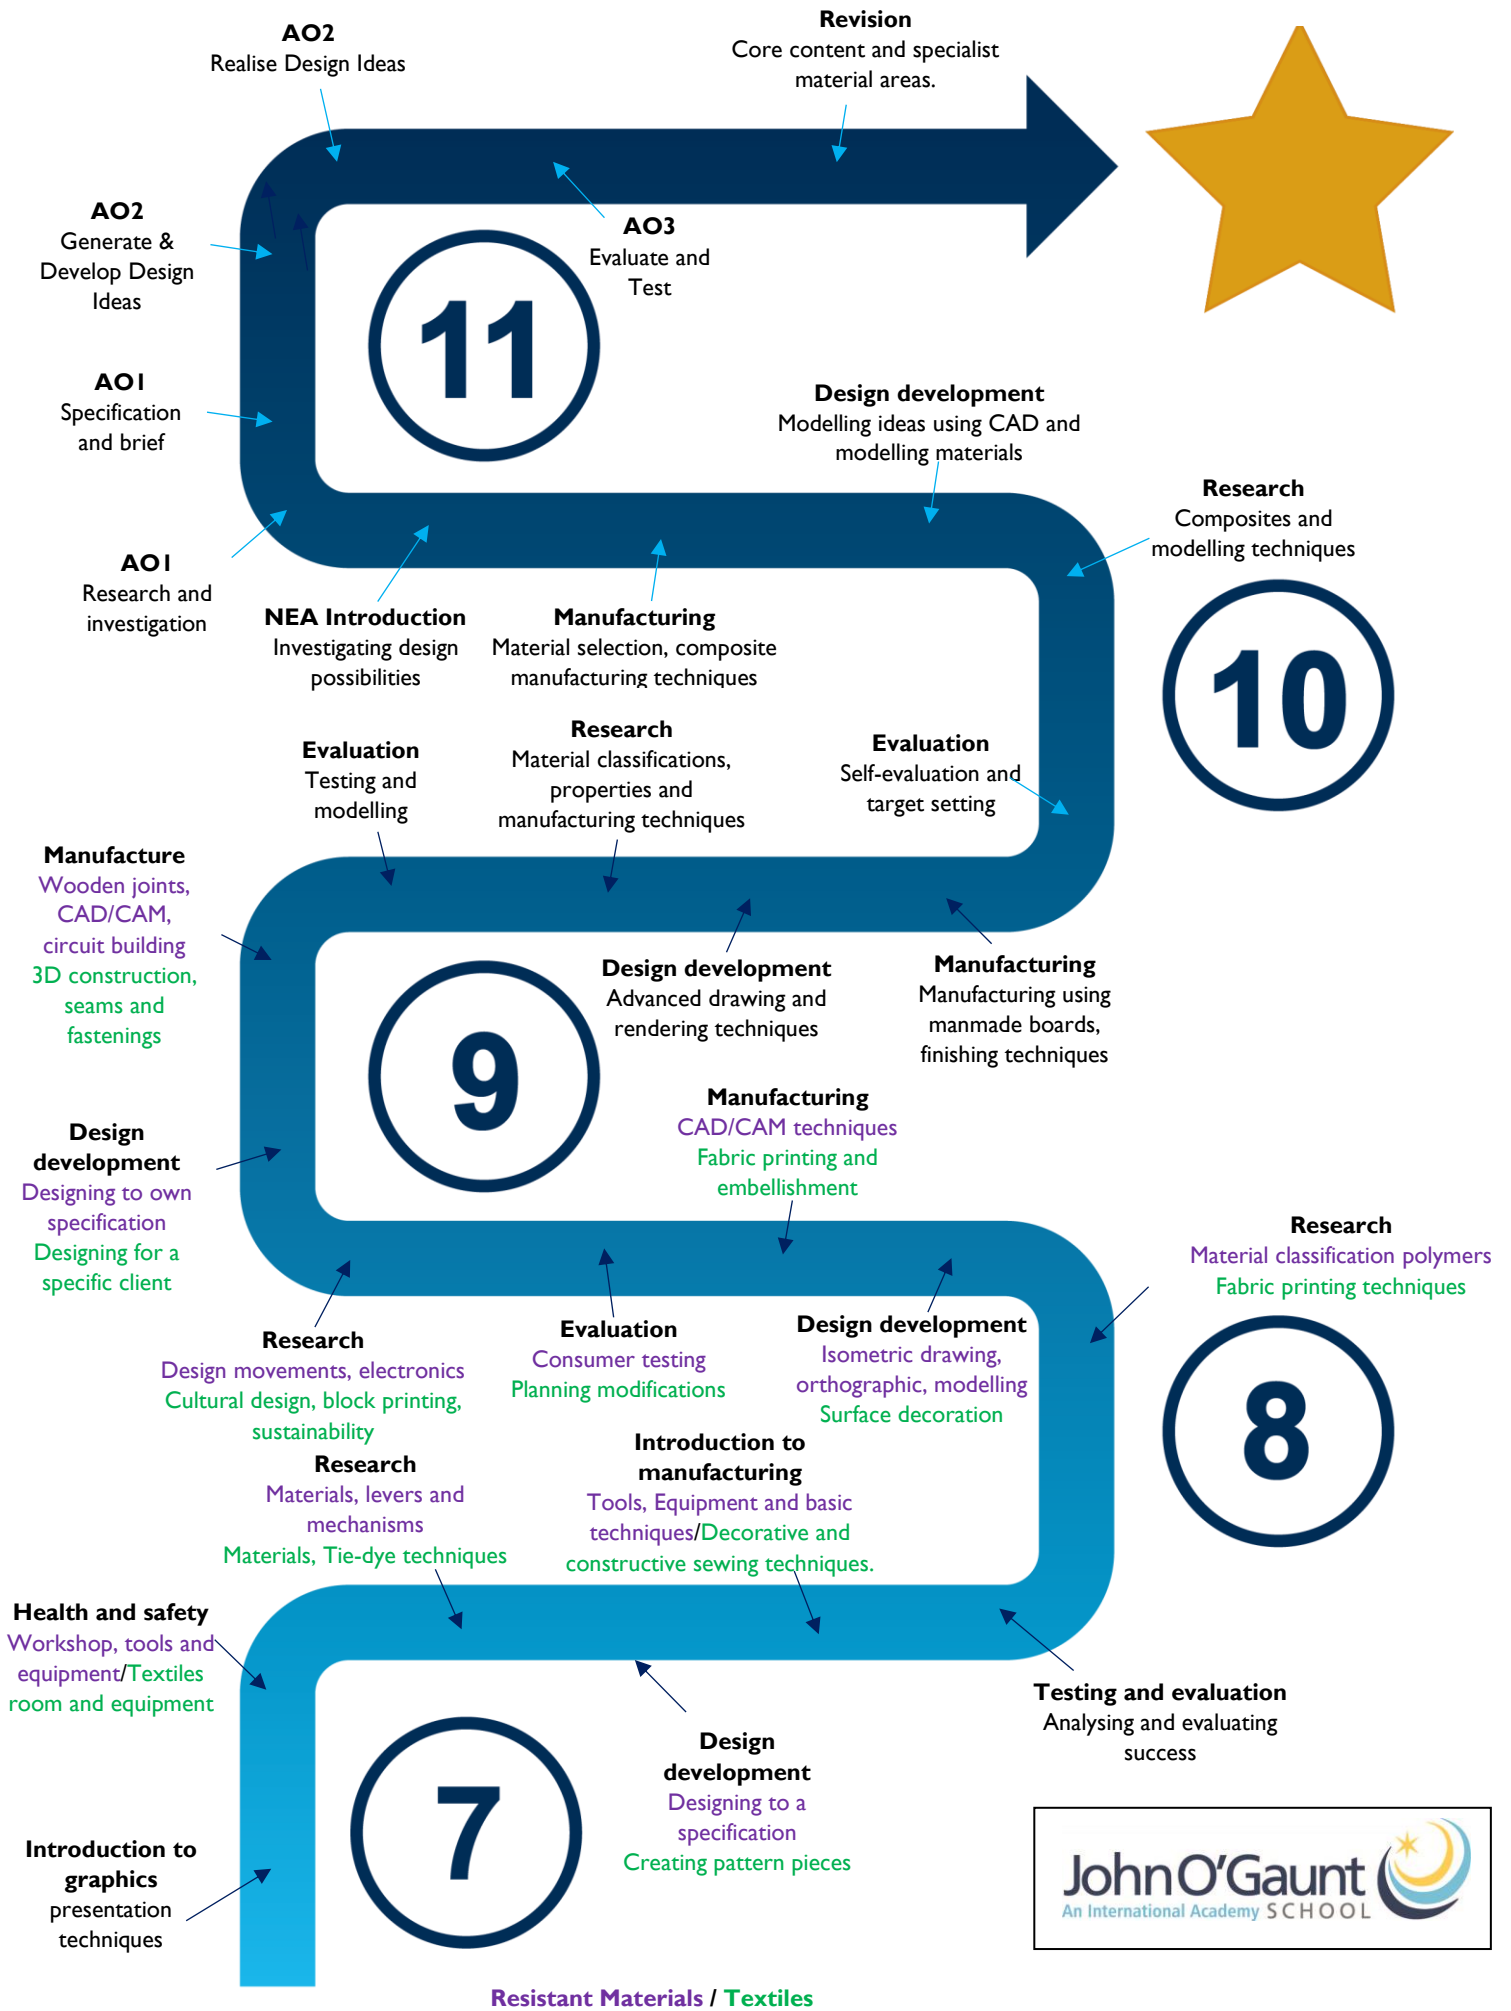 AO2
Realise Design Ideas
Revision
Core content and specialist
material areas.
AO2
Generate &
Develop Design
Ideas
AO3
Evaluate and
Test
11
AO1
Specification
and brief
Design development
Modelling ideas using CAD and
modelling materials
Research
Composites and
modelling techniques
AO1
Research and
investigation
NEA Introduction
Investigating design
possibilities
Manufacturing
Material selection, composite
manufacturing techniques
10
Evaluation
Testing and
modelling
Research
Material classifications,
properties and
manufacturing techniques
Evaluation
Self-evaluation and
target setting
Manufacture
Wooden joints,
CAD/CAM,
circuit building
3D construction,
seams and
fastenings
Design development
Advanced drawing and
rendering techniques
Manufacturing
Manufacturing using
manmade boards,
finishing techniques
9
Design
development
Designing to own
specification
Designing for a
specific client
Manufacturing
CAD/CAM techniques
Fabric printing and
embellishment
Research
Material classification polymers
Fabric printing techniques
Research
Design movements, electronics
Cultural design, block printing,
sustainability
Evaluation
Consumer testing
Planning modifications
Design development
Isometric drawing,
orthographic, modelling
Surface decoration
8
Research
Materials, levers and
mechanisms
Materials, Tie-dye techniques
Introduction to
manufacturing
Tools, Equipment and basic
techniques/Decorative and
constructive sewing techniques.
Health and safety
Workshop, tools and
equipment/Textiles
room and equipment
Testing and evaluation
Analysing and evaluating
success
Design
development
Designing to a
specification
Creating pattern pieces
7
Introduction to
graphics
presentation
techniques
John O'Gaunt
An International Academy SCHOOL
Resistant Materials / Textiles